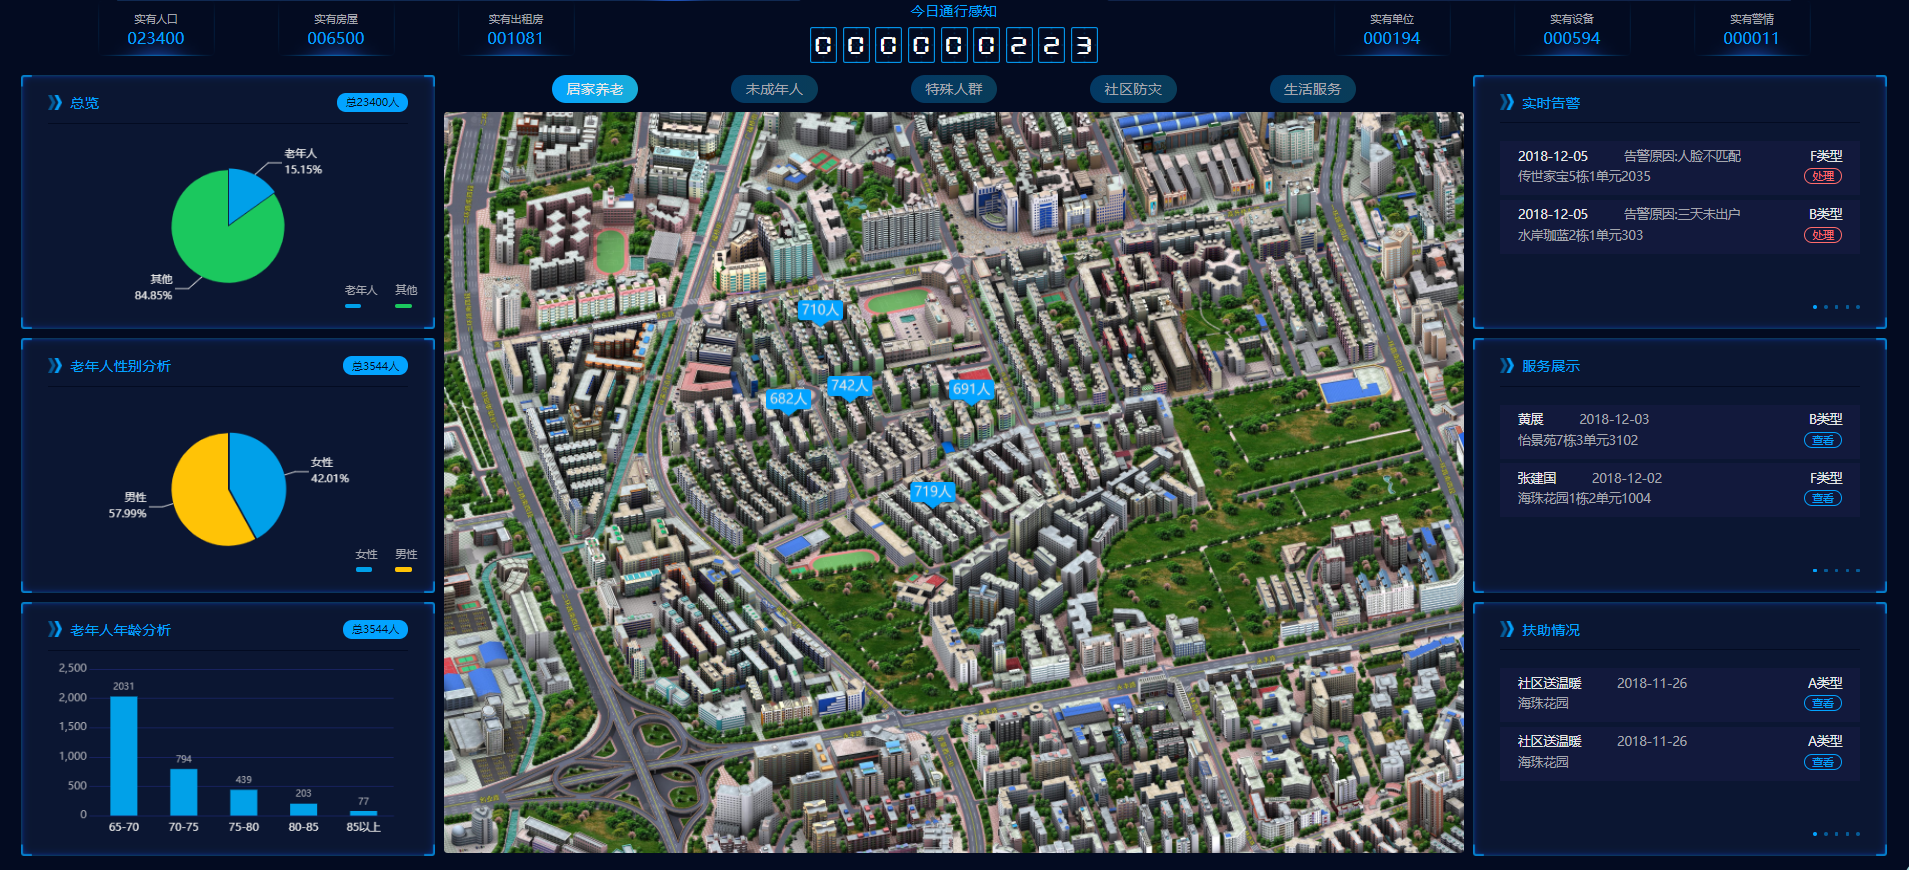 实有人口
023400
实有房屋
006500
实有出租房
001081
今日通行感知
000000223
实有单位
000194
实有设备
000594
实有警情
000011
居家养老
未成年人
特殊人群
社区防灾
生活服务
总览
总23400人
老年人
15.15%
其他
84.85%
老年人 其他
老年人性别分析
总3544人
女性
42.01%
男性
57.99%
女性 男性
老年人年龄分析
总3544人
2,500
2,000
1,500
1,000
500
0
2031
794
439
203
77
65-70 70-75 75-80 80-85 85以上
710人
742人
682人
691人
719人
实时告警
2018-12-05 告警原因:人脸不匹配 F类型
传世家宝5栋1单元2035 处理
2018-12-05 告警原因:三天未出户 B类型
水岸珈蓝2栋1单元303 处理
服务展示
黄展 2018-12-03 B类型
怡景苑7栋3单元3102 查看
张建国 2018-12-02 F类型
海珠花园1栋2单元1004 查看
扶助情况
社区送温暖 2018-11-26 A类型
海珠花园 查看
社区送温暖 2018-11-26 A类型
海珠花园 查看